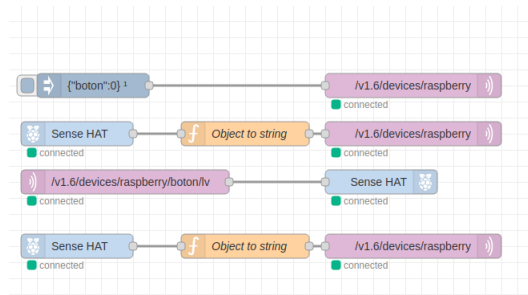 {"boton":0} ¹
/v1.6/devices/raspberry
connected
Sense HAT
Object to string
/v1.6/devices/raspberry
connected
connected
/v1.6/devices/raspberry/boton/lv
Sense HAT
connected
connected
Sense HAT
Object to string
/v1.6/devices/raspberry
connected
connected